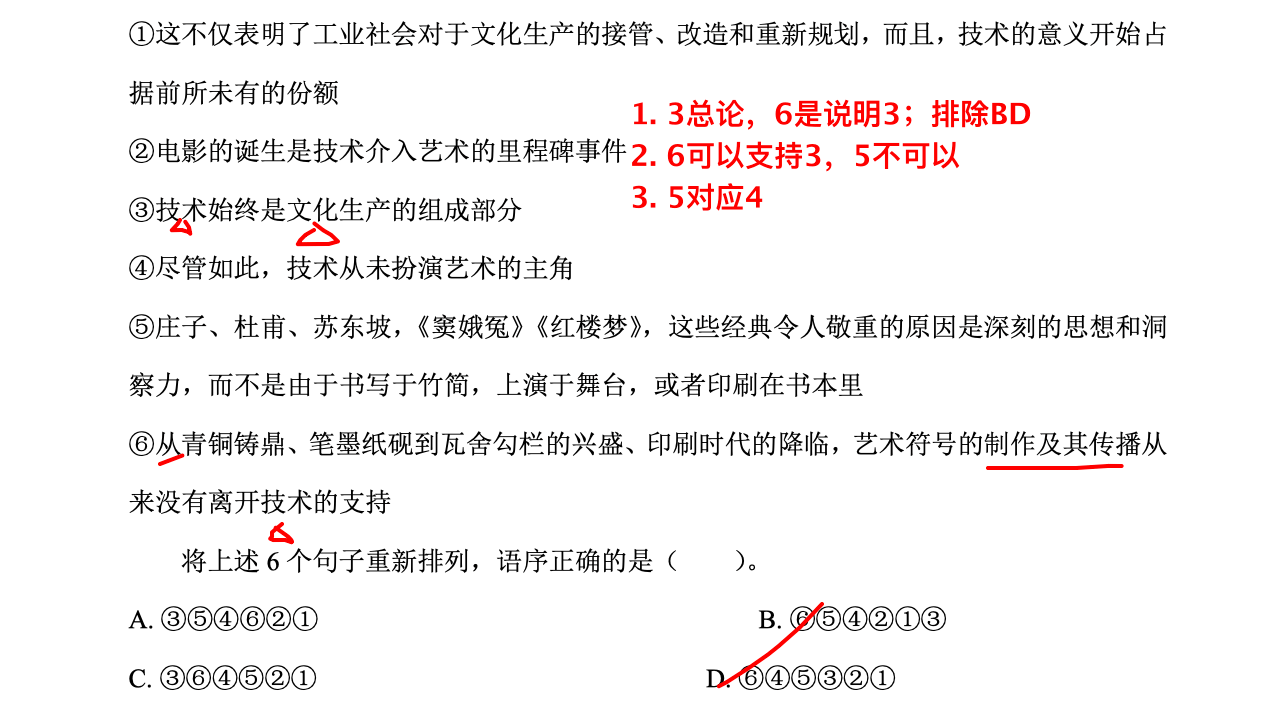 ①这不仅表明了工业社会对于文化生产的接管、改造和重新规划，而且，技术的意义开始占
据前所未有的份额
1. 3总论，6是说明3；排除BD
②电影的诞生是技术介入艺术的里程碑事件
2. 6可以支持3，5不可以
3. 5对应4
③技术始终是文化生产的组成部分
④尽管如此，技术从未扮演艺术的主角
⑤庄子、杜甫、苏东坡，《窦娥冤》《红楼梦》，这些经典令人敬重的原因是深刻的思想和洞
察力，而不是由于书写于竹简，上演于舞台，或者印刷在书本里
⑥从青铜铸鼎、笔墨纸砚到瓦舍勾栏的兴盛、印刷时代的降临，艺术符号的制作及其传播从
来没有离开技术的支持
将上述 6 个句子重新排列，语序正确的是（　　）。
A. ③⑤④⑥②① B. ⑥⑤④②①③
C. ③⑥④⑤②① D. ⑥④⑤③②①